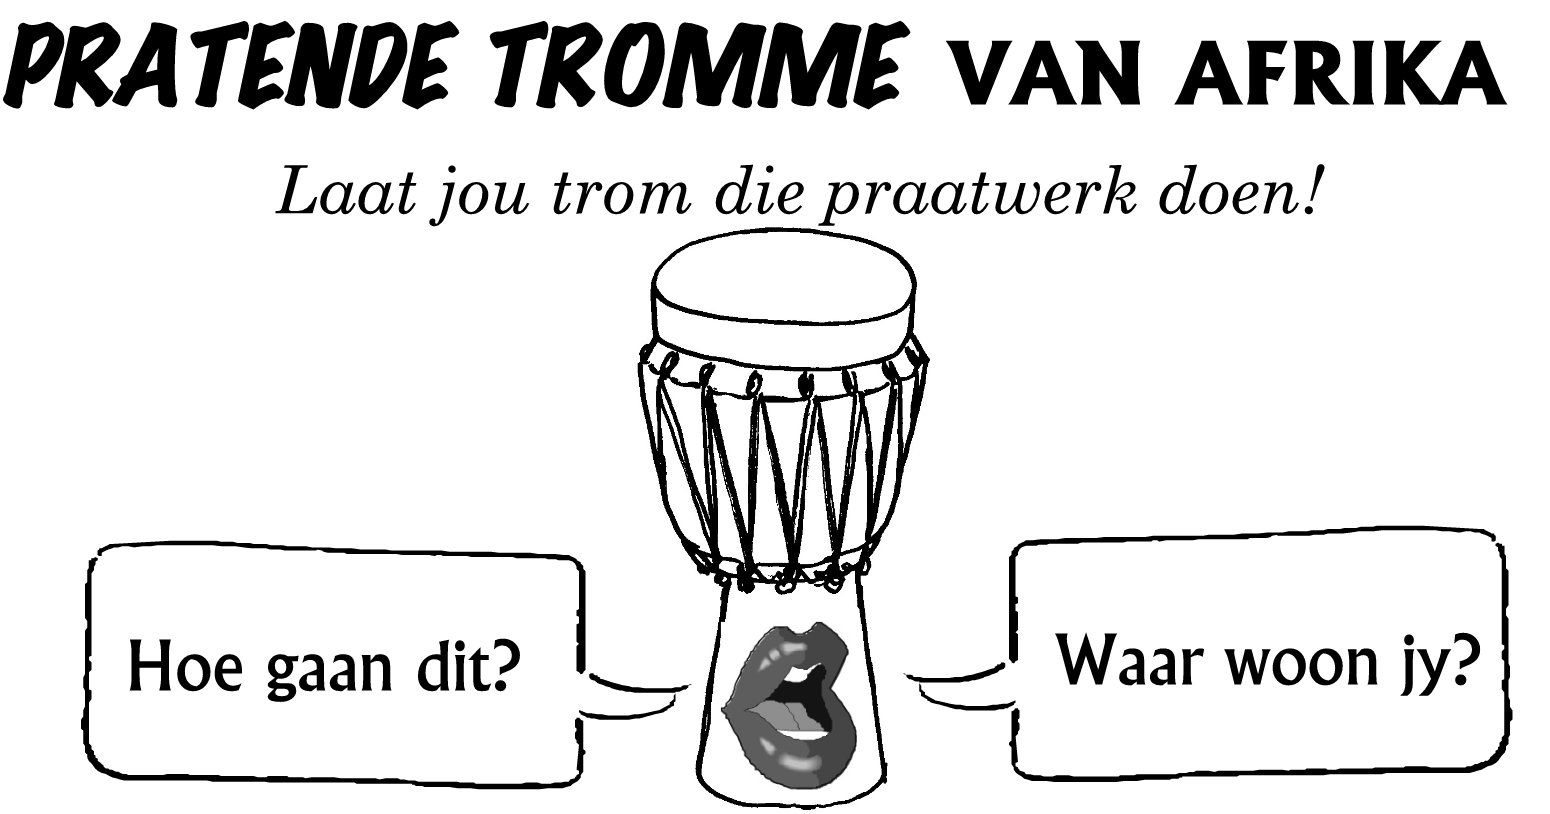 PRATENDE TROMME VAN AFRIKA
Laat jou trom die praatwerk doen!
Hoe gaan dit?
Waar woon jy?